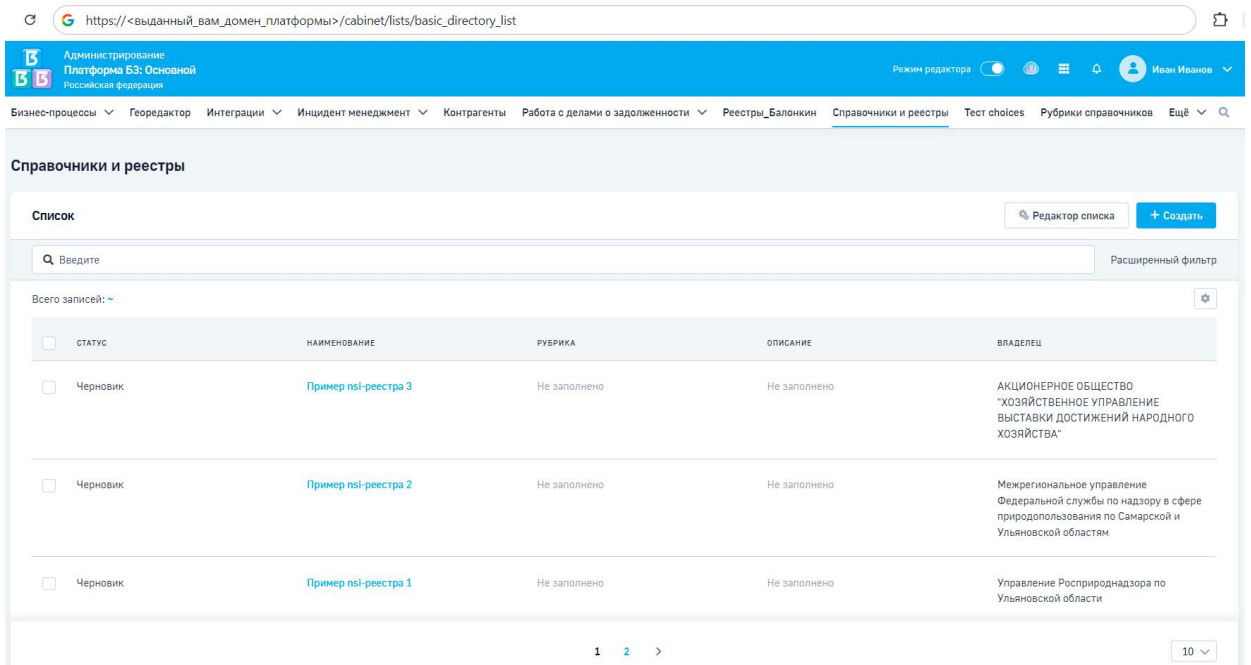 https://<выданный_вам_домен_платформы>/cabinet/lists/basic_directory_list
Администрирование
Платформа БЗ: Основной
Российская федерация
Режим редактора
Иван Иванов
Бизнес-процессы Георедактор Интеграции Инцидент менеджмент Контрагенты Работа с делами о задолженности Реестры_Балонкин Справочники и реестры Test choices Рубрики справочников Ещё
Справочники и реестры
Список
Редактор списка
+ Создать
Введите
Расширенный фильтр
Всего записей: ~
СТАТУС НАИМЕНОВАНИЕ РУБРИКА ОПИСАНИЕ ВЛАДЕЛЕЦ
Черновик Пример nsi-реестра 3 Не заполнено Не заполнено АКЦИОНЕРНОЕ ОБЩЕСТВО
"ХОЗЯЙСТВЕННОЕ УПРАВЛЕНИЕ
ВЫСТАВКИ ДОСТИЖЕНИЙ НАРОДНОГО
ХОЗЯЙСТВА"
Черновик Пример nsi-реестра 2 Не заполнено Не заполнено Межрегиональное управление
Федеральной службы по надзору в сфере
природопользования по Самарской и
Ульяновской областям
Черновик Пример nsi-реестра 1 Не заполнено Не заполнено Управление Росприроднадзора по
Ульяновской области
1 2 >
10